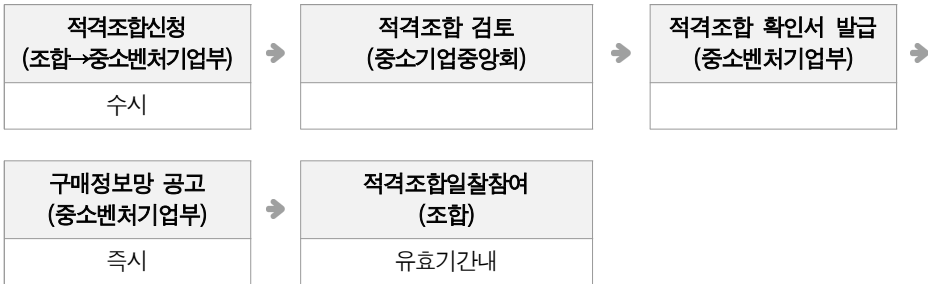 적격조합신청
(조합→중소벤처기업부)
수시
적격조합 검토
(중소기업중앙회)
적격조합 확인서 발급
(중소벤처기업부)
구매정보망 공고
(중소벤처기업부)
즉시
적격조합일찰참여
(조합)
유효기간내